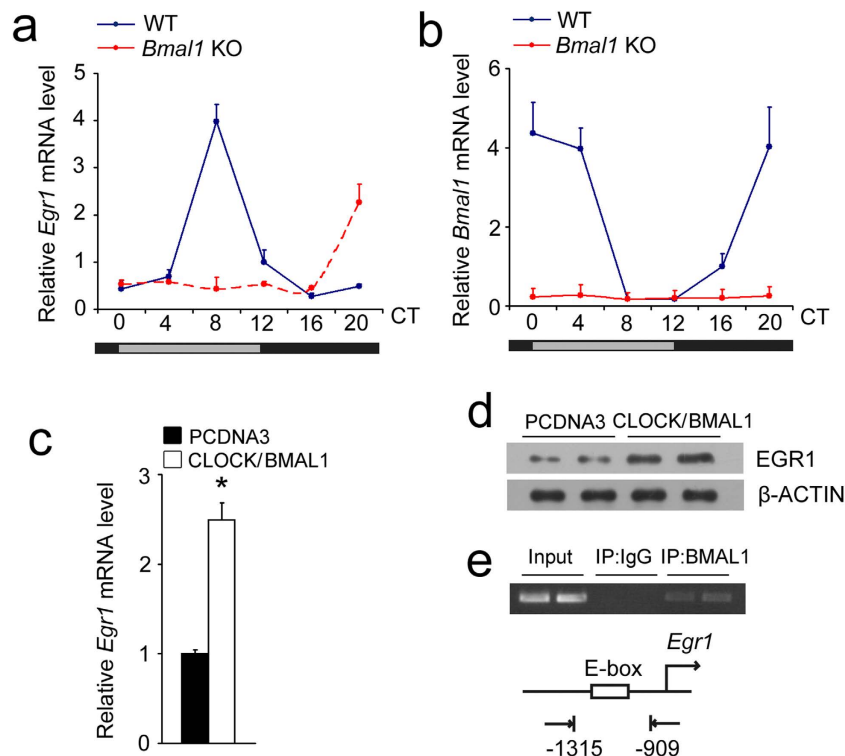 a
WT
Bmal1 KO
Relative Egr1 mRNA level
5
4
3
2
1
0
0 4 8 12 16 20 CT
b
WT
Bmal1 KO
Relative Bmal1 mRNA level
6
4
2
0
0 4 8 12 16 20 CT
c
PCDNA3
CLOCK/BMAL1
Relative Egr1 mRNA level
3
2
1
0
*
d
PCDNA3 CLOCK/BMAL1
EGR1
β-ACTIN
e
Input IP:IgG IP:BMAL1
Egr1
E-box
-1315 -909